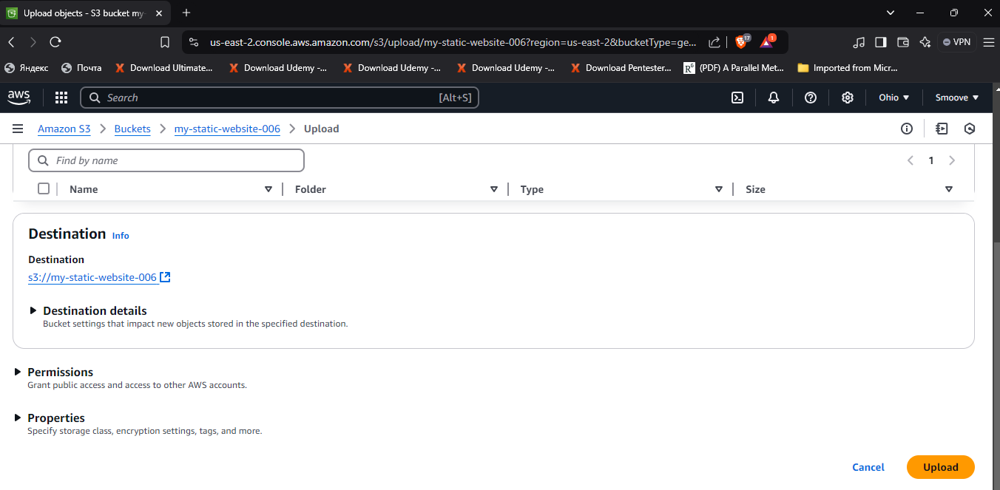 Upload objects - S3 bucket my-
us-east-2.console.aws.amazon.com/s3/upload/my-static-website-006?region=us-east-2&bucketType=ge...
17
1
VPN
Яндекс
Почта
Download Ultimate...
Download Udemy -...
Download Udemy -...
Download Udemy -...
Download Pentester...
(PDF) A Parallel Met...
Imported from Micr...
aws
Search
[Alt+S]
Ohio
Smoove
Amazon S3
Buckets
my-static-website-006
Upload
Find by name
1
Name
Folder
Type
Size
Destination Info
Destination
s3://my-static-website-006
Destination details
Bucket settings that impact new objects stored in the specified destination.
Permissions
Grant public access and access to other AWS accounts.
Properties
Specify storage class, encryption settings, tags, and more.
Cancel
Upload